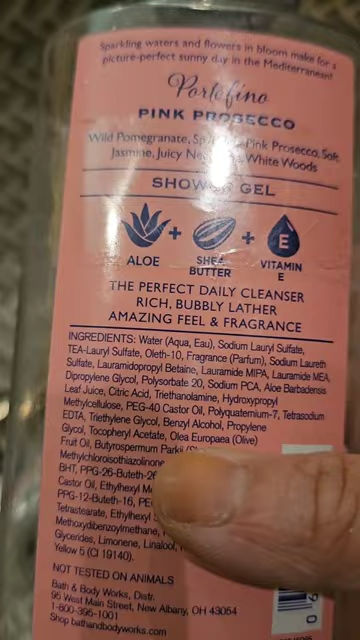 Sparkling waters and flowers in bloom make for a
picture-perfect sunny day in the Mediterranean!
Portofino
PINK PROSECCO
Wild Pomegranate, Pink Prosecco, Soft
Jasmine, Juicy White Woods
SHOWER GEL
ALOE + SHEA BUTTER + E VITAMIN E
THE PERFECT DAILY CLEANSER
RICH, BUBBLY LATHER
AMAZING FEEL & FRAGRANCE
INGREDIENTS: Water (Aqua, Eau), Sodium Lauryl Sulfate,
TEA-Lauryl Sulfate, Oleth-10, Fragrance (Parfum), Sodium Laureth
Sulfate, Lauramidopropyl Betaine, Lauramide MIPA, Lauramide MEA,
Dipropylene Glycol, Polysorbate 20, Sodium PCA, Aloe Barbadensis
Leaf Juice, Citric Acid, Triethanolamine, Hydroxypropyl
Methylcellulose, PEG-40 Castor Oil, Polyquaternium-7, Tetrasodium
EDTA, Triethylene Glycol, Benzyl Alcohol, Propylene
Glycol, Tocopheryl Acetate, Olea Europaea (Olive)
Fruit Oil, Butyrospermum Parkii
Methylchloroisothiazolinone
BHT, PPG-26-Buteth-26
Castor Oil, Ethylhexyl
PPG-12-Buteth-16,
Tetrastearate, Ethylhexyl
Methoxydibenzoylmethane,
Glycerides, Limonene, Linalool,
Yellow 5 (CI 19140).
NOT TESTED ON ANIMALS
Bath & Body Works, Distr.
95 West Main Street, New Albany, OH 43054
1-800-395-1001
Shop bathandbodyworks.com